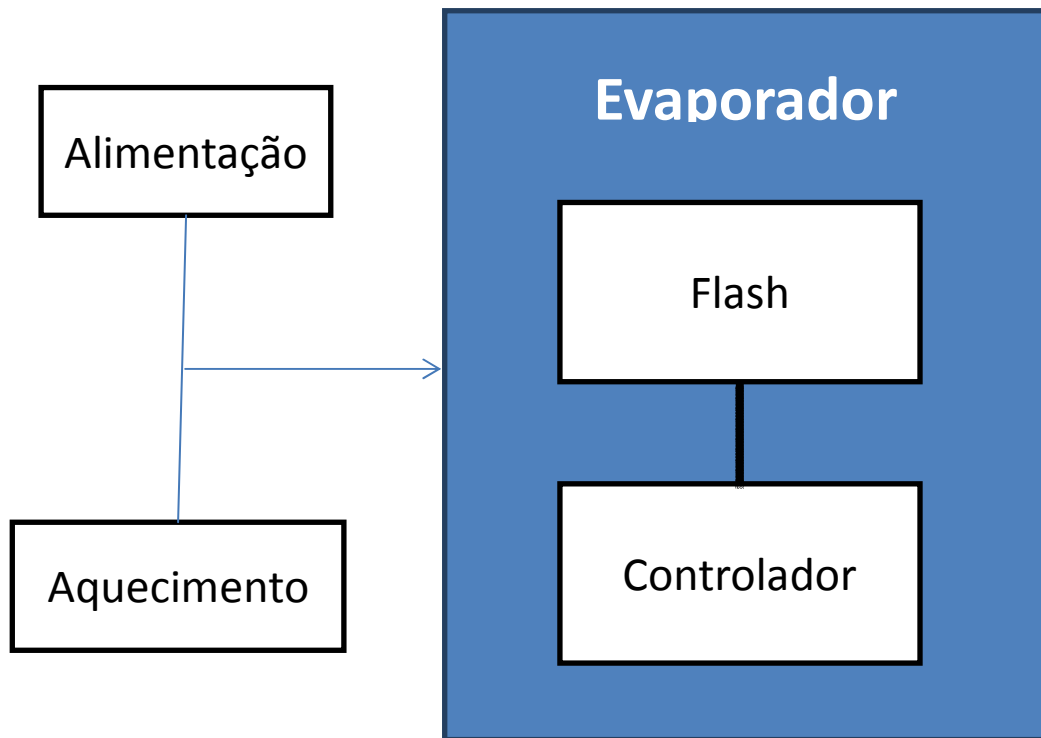 Evaporador
Alimentação
Flash
Controlador
Aquecimento